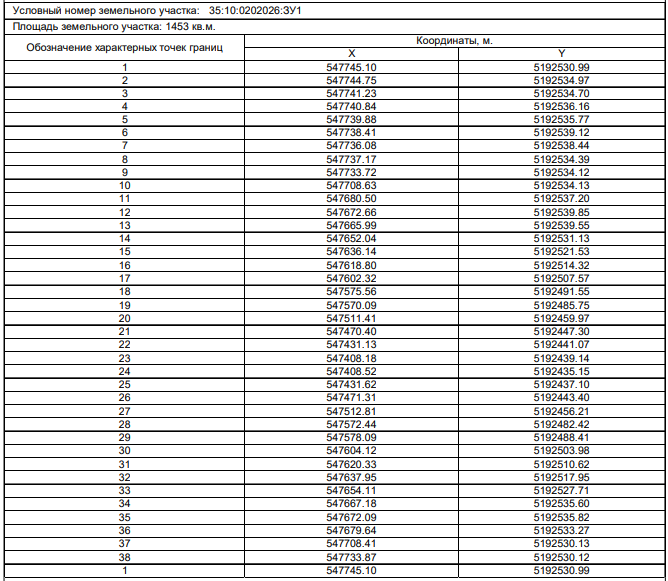 Условный номер земельного участка: 35:10:0202026:ЗУ1
Площадь земельного участка: 1453 кв.м.
Обозначение характерных точек границ Координаты, м.
X Y
1 547745.10 5192530.99
2 547744.75 5192534.97
3 547741.23 5192534.70
4 547740.84 5192536.16
5 547739.88 5192535.77
6 547738.41 5192539.12
7 547736.08 5192538.44
8 547737.17 5192534.39
9 547733.72 5192534.12
10 547708.63 5192534.13
11 547680.50 5192537.20
12 547672.66 5192539.85
13 547665.99 5192539.55
14 547652.04 5192531.13
15 547636.14 5192521.53
16 547618.80 5192514.32
17 547602.32 5192507.57
18 547575.56 5192491.55
19 547570.09 5192485.75
20 547511.41 5192459.97
21 547470.40 5192447.30
22 547431.13 5192441.07
23 547408.18 5192439.14
24 547408.52 5192435.15
25 547431.62 5192437.10
26 547471.31 5192443.40
27 547512.81 5192456.21
28 547572.44 5192482.42
29 547578.09 5192488.41
30 547604.12 5192503.98
31 547620.33 5192510.62
32 547637.95 5192517.95
33 547654.11 5192527.71
34 547667.18 5192535.60
35 547672.09 5192535.82
36 547679.64 5192533.27
37 547708.41 5192530.13
38 547733.87 5192530.12
1 547745.10 5192530.99